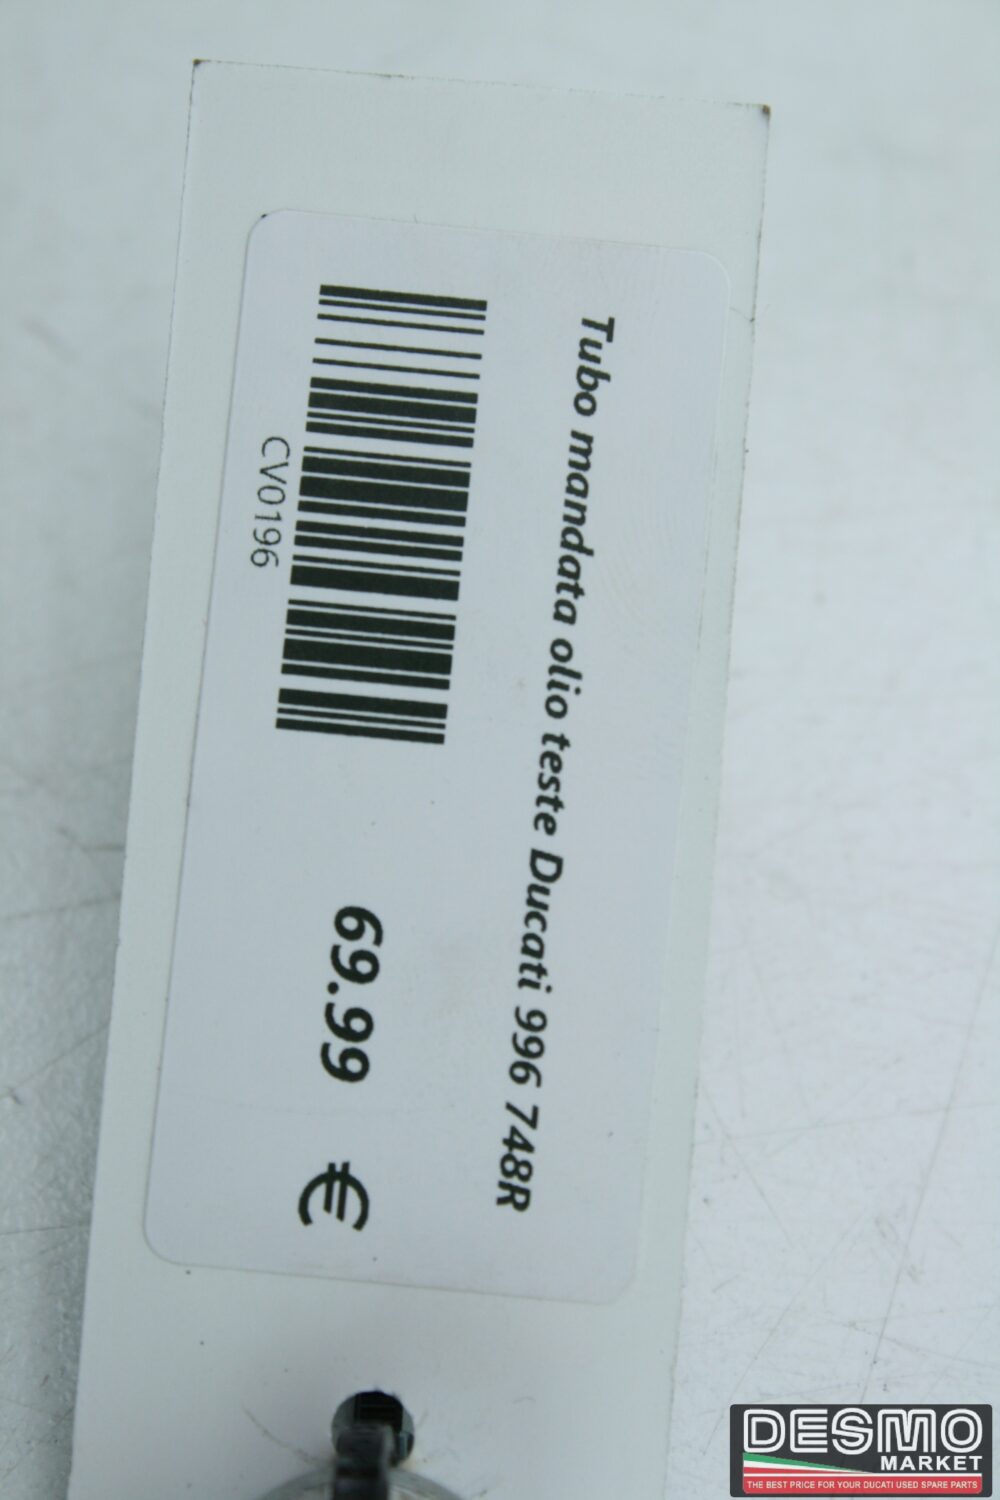 Tubo mandata olio teste Ducati 996 748R
CV0196
69.99 €
DESMO
MARKET
THE BEST PRICE FOR YOUR DUCATI USED SPARE PARTS